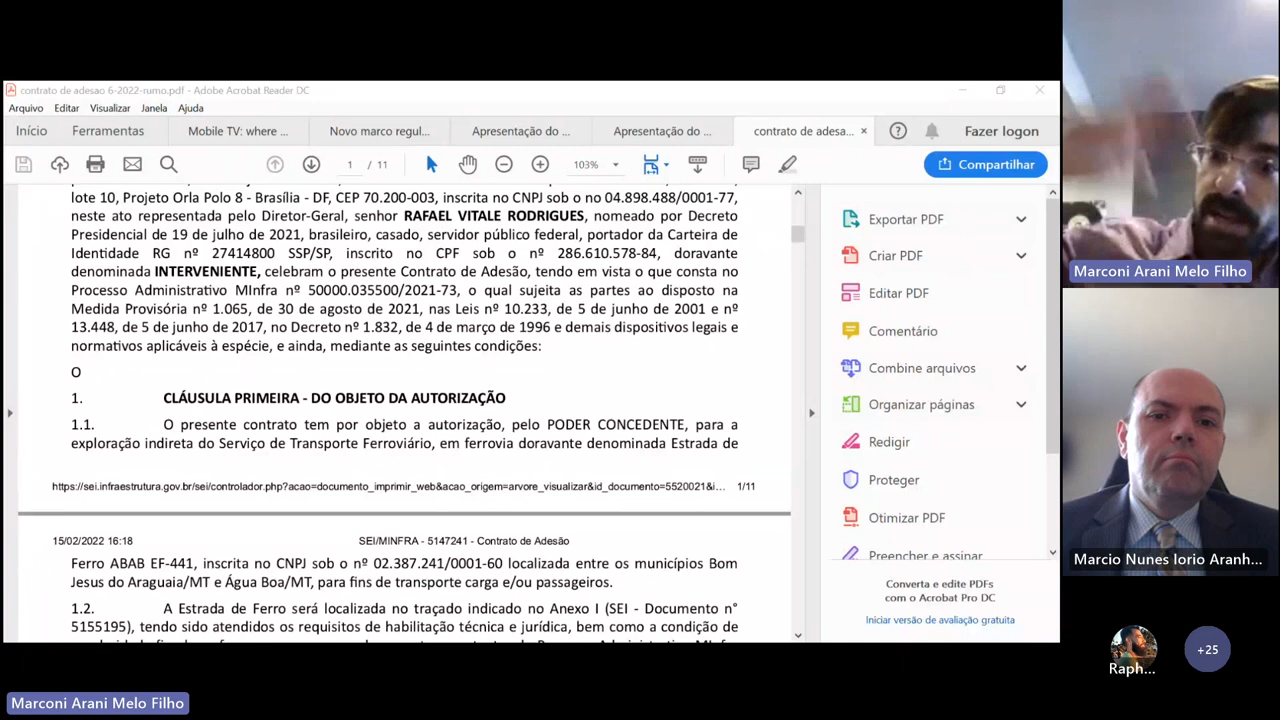 contrato de adesao 6-2022-rumo.pdf - Adobe Acrobat Reader DC
Arquivo Editar Visualizar Janela Ajuda
Início Ferramentas Mobile TV: where ... Novo marco regul... Apresentação do ... Apresentação do ... contrato de adesa... × Fazer logon
1 / 11 103% Compartilhar
lote 10, Projeto Orla Polo 8 - Brasília - DF, CEP 70.200-003, inscrita no CNPJ sob o no 04.898.488/0001-77,
neste ato representada pelo Diretor-Geral, senhor RAFAEL VITALE RODRIGUES, nomeado por Decreto
Presidencial de 19 de julho de 2021, brasileiro, casado, servidor público federal, portador da Carteira de
Identidade RG nº 27414800 SSP/SP, inscrito no CPF sob o nº 286.610.578-84, doravante
denominada INTERVENIENTE, celebram o presente Contrato de Adesão, tendo em vista o que consta no
Processo Administrativo MInfra nº 50000.035500/2021-73, o qual sujeita as partes ao disposto na
Medida Provisória nº 1.065, de 30 de agosto de 2021, nas Leis nº 10.233, de 5 de junho de 2001 e nº
13.448, de 5 de junho de 2017, no Decreto nº 1.832, de 4 de março de 1996 e demais dispositivos legais e
normativos aplicáveis à espécie, e ainda, mediante as seguintes condições:
O
1. CLÁUSULA PRIMEIRA - DO OBJETO DA AUTORIZAÇÃO
1.1. O presente contrato tem por objeto a autorização, pelo PODER CONCEDENTE, para a
exploração indireta do Serviço de Transporte Ferroviário, em ferrovia doravante denominada Estrada de
https://sei.infraestrutura.gov.br/sei/controlador.php?acao=documento_imprimir_web&acao_origem=arvore_visualizar&id_documento=5520021&i... 1/11
15/02/2022 16:18 SEI/MINFRA - 5147241 - Contrato de Adesão
Ferro ABAB EF-441, inscrita no CNPJ sob o nº 02.387.241/0001-60 localizada entre os municípios Bom
Jesus do Araguaia/MT e Água Boa/MT, para fins de transporte carga e/ou passageiros.
1.2. A Estrada de Ferro será localizada no traçado indicado no Anexo I (SEI - Documento n°
5155195), tendo sido atendidos os requisitos de habilitação técnica e jurídica, bem como a condição de
Exportar PDF
Criar PDF
Editar PDF
Comentário
Combine arquivos
Organizar páginas
Redigir
Proteger
Otimizar PDF
Preencher e assinar
Converta e edite PDFs
com o Acrobat Pro DC
Iniciar versão de avaliação gratuita
Marconi Arani Melo Filho
Marcio Nunes Iorio Aranh...
Raph...
+25
Marconi Arani Melo Filho